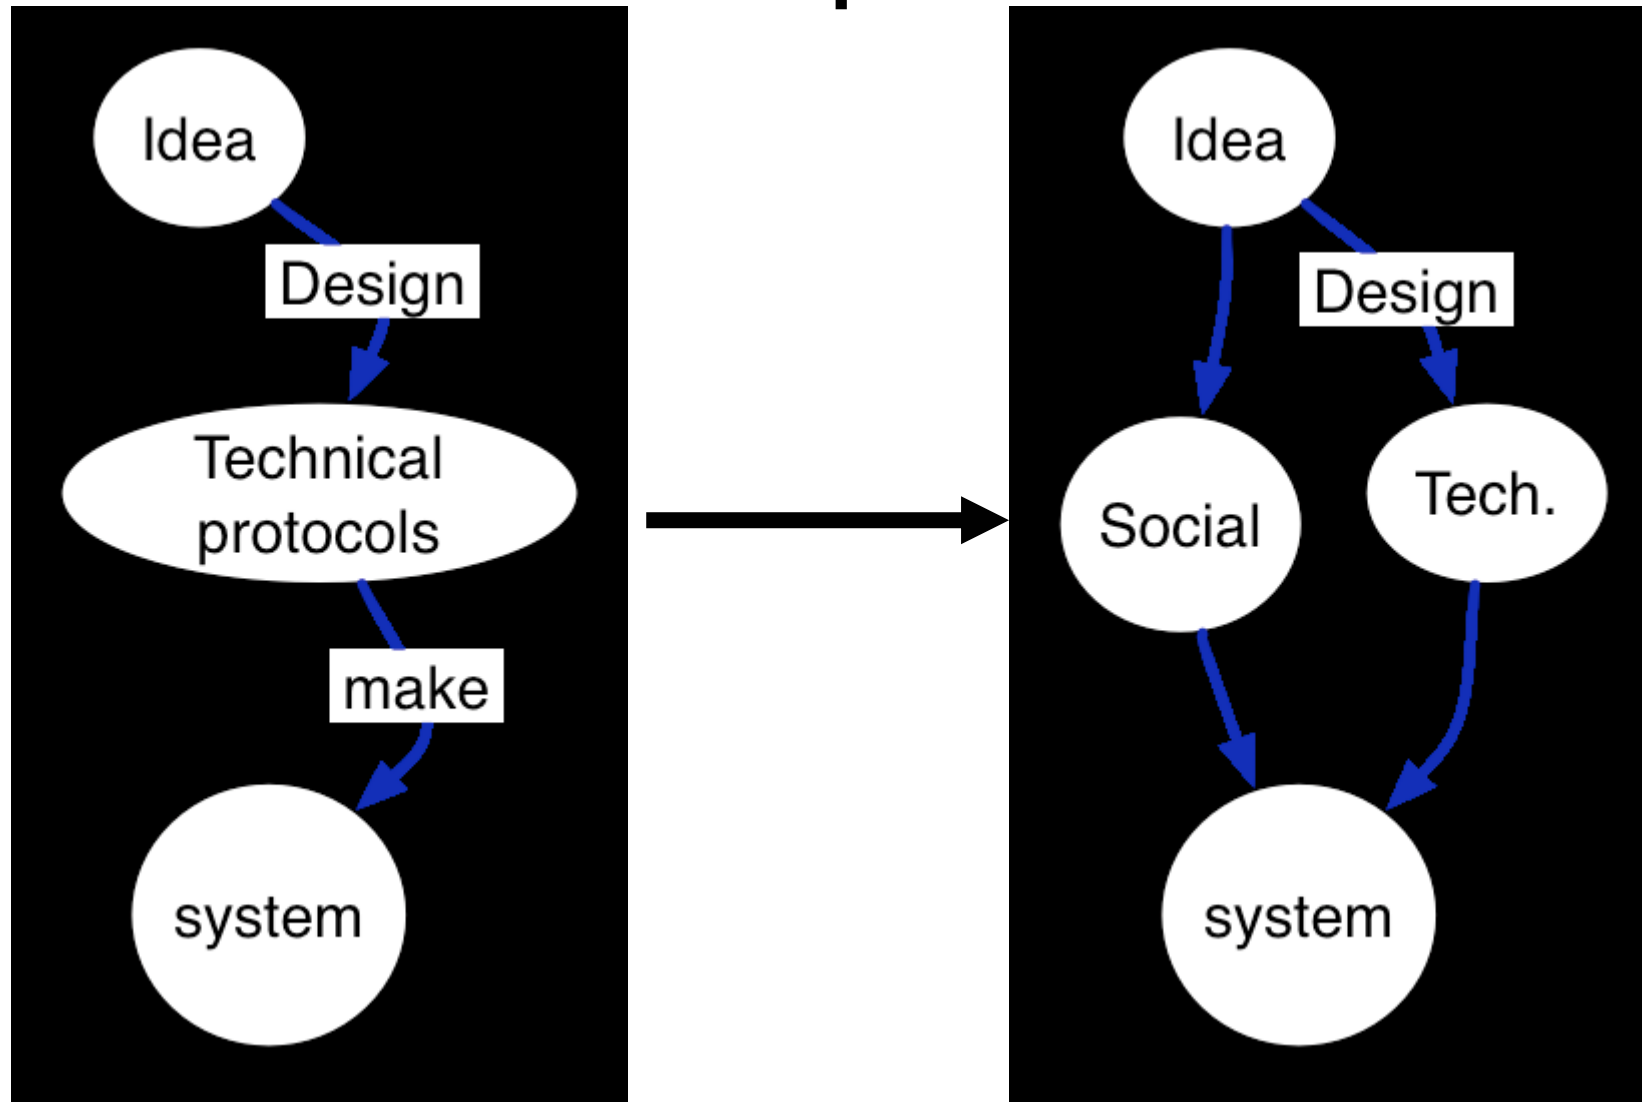 Idea
Design
Technical
protocols
make
system
Idea
Design
Social
Tech.
system